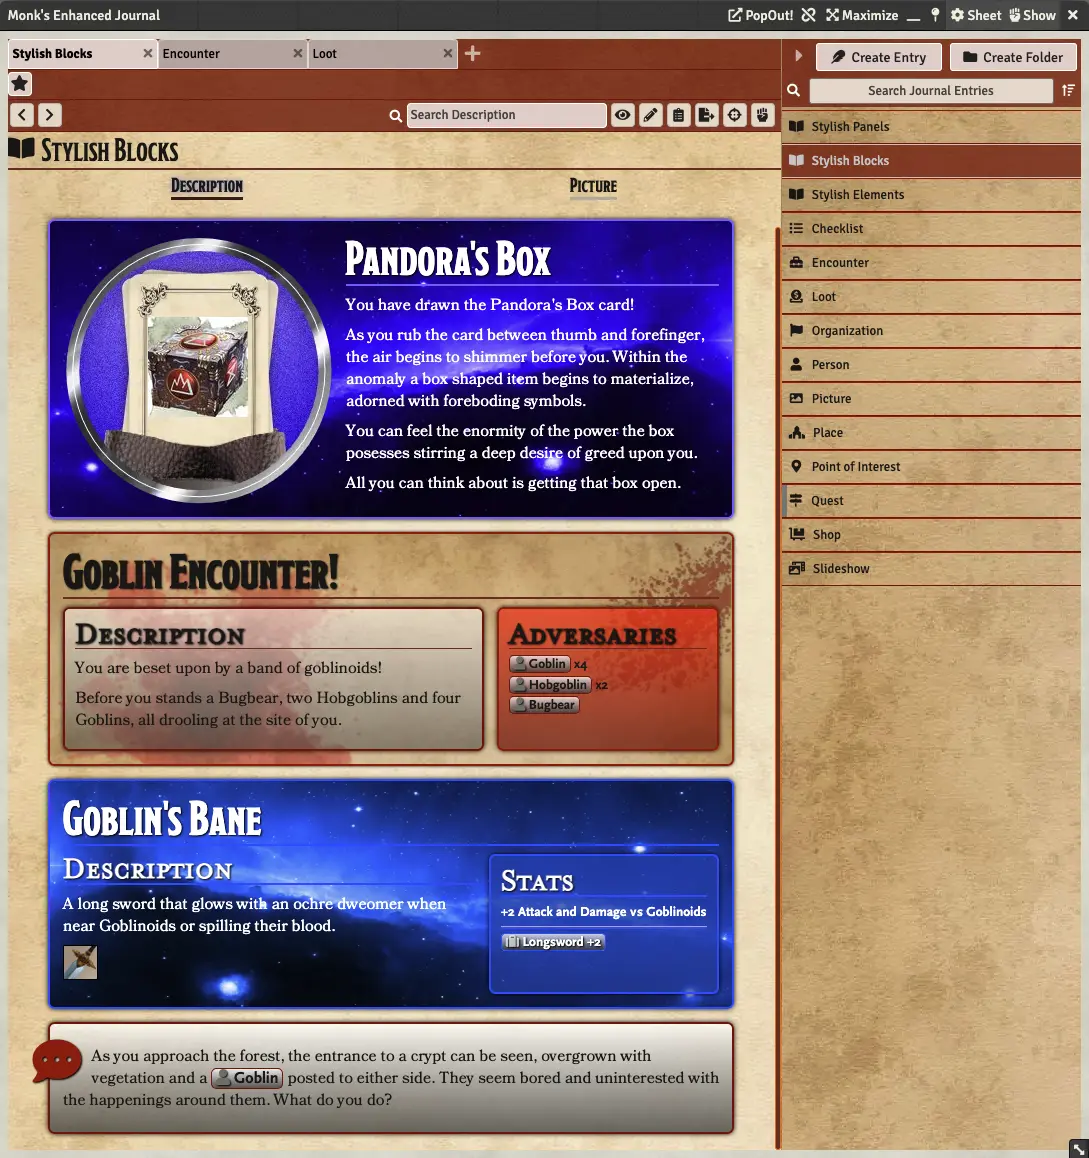 Monk's Enhanced Journal
PopOut!
Maximize
Sheet
Show
Stylish Blocks
Encounter
Loot
Create Entry
Create Folder
Search Journal Entries
Search Description
Stylish Blocks
Description
Picture
Pandora's Box
You have drawn the Pandora's Box card!
As you rub the card between thumb and forefinger,
the air begins to shimmer before you. Within the
anomaly a box shaped item begins to materialize,
adorned with foreboding symbols.
You can feel the enormity of the power the box
posesses stirring a deep desire of greed upon you.
All you can think about is getting that box open.
Goblin Encounter!
Description
You are beset upon by a band of goblinoids!
Before you stands a Bugbear, two Hobgoblins and four
Goblins, all drooling at the site of you.
Adversaries
Goblin x4
Hobgoblin x2
Bugbear
Goblin's Bane
Description
A long sword that glows with an ochre dweomer when
near Goblinoids or spilling their blood.
Stats
+2 Attack and Damage vs Goblinoids
Longsword +2
As you approach the forest, the entrance to a crypt can be seen, overgrown with
vegetation and a Goblin posted to either side. They seem bored and uninterested with
the happenings around them. What do you do?
Stylish Panels
Stylish Blocks
Stylish Elements
Checklist
Encounter
Loot
Organization
Person
Picture
Place
Point of Interest
Quest
Shop
Slideshow